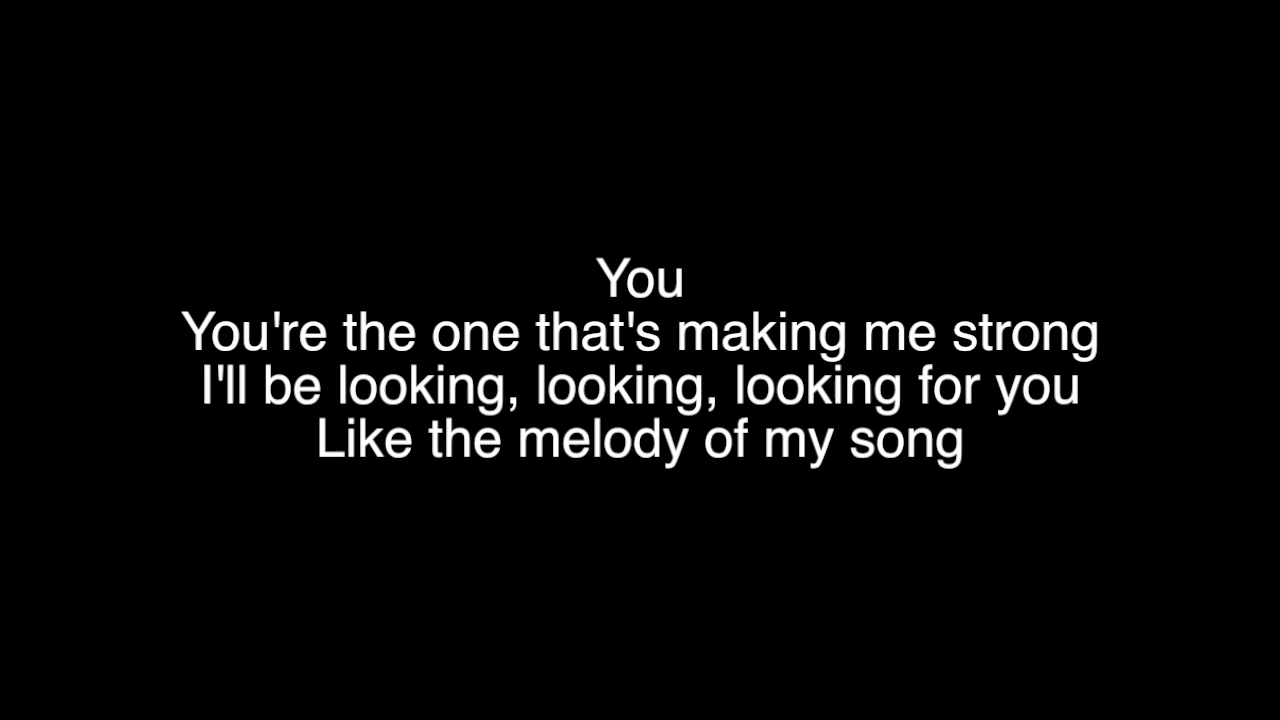 You
You're the one that's making me strong
I'll be looking, looking, looking for you
Like the melody of my song